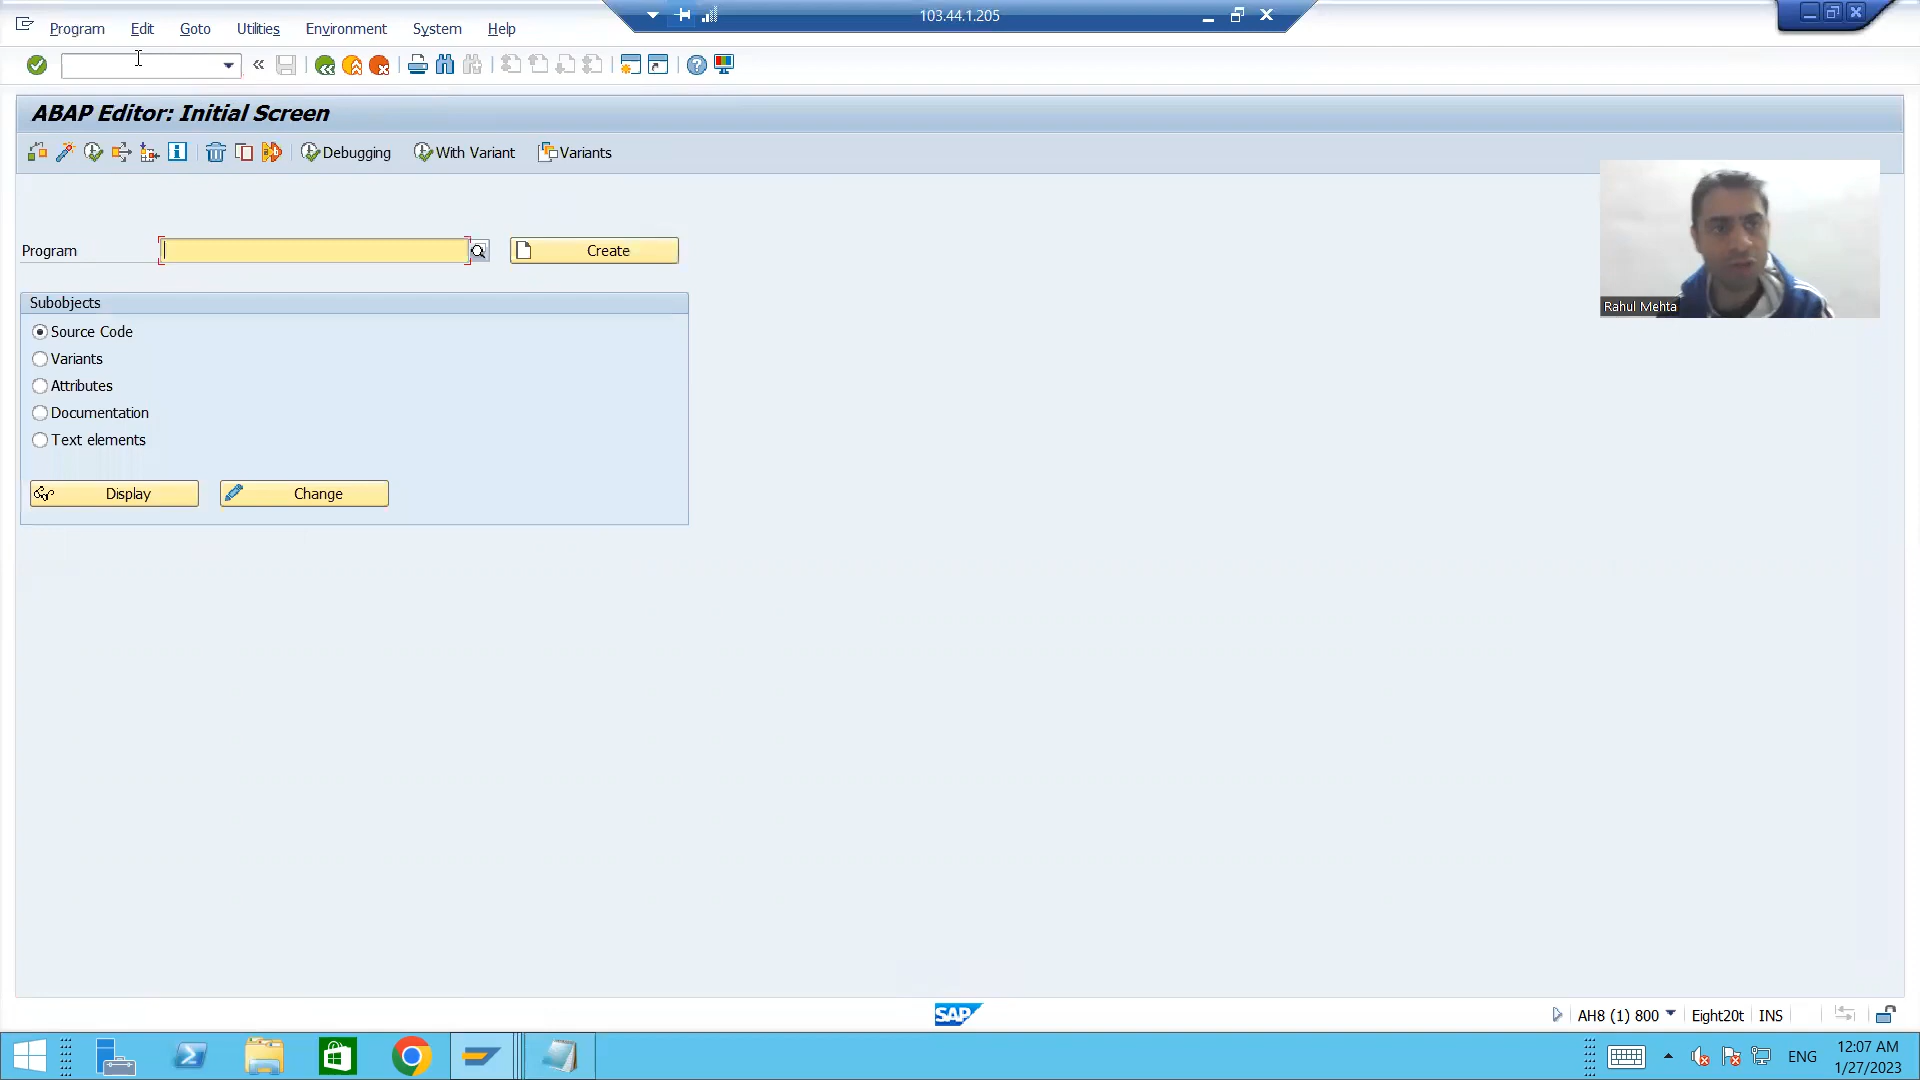 103.44.1.205
Program Edit Goto Utilities Environment System Help
ABAP Editor: Initial Screen
Debugging With Variant Variants
Program Create
Subobjects
Source Code
Variants
Attributes
Documentation
Text elements
Display Change
Rahul Mehta
SAP
AH8 (1) 800 Eight20t INS
ENG
12:07 AM
1/27/2023